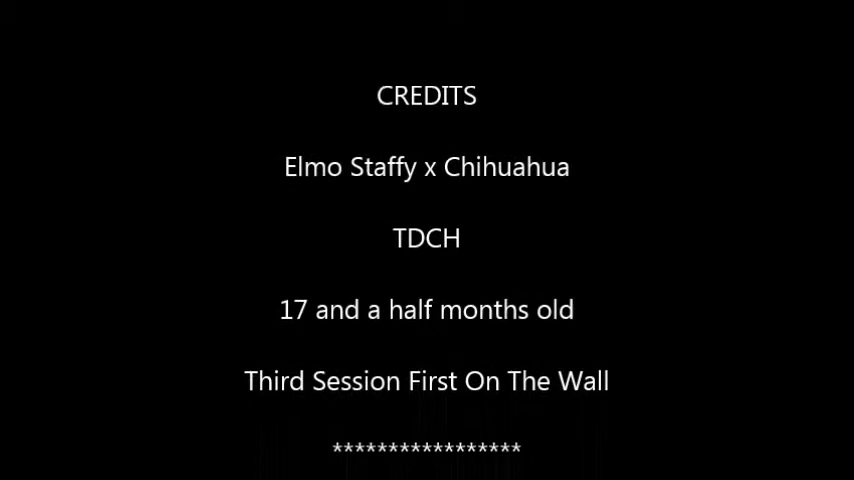 CREDITS
Elmo Staffy x Chihuahua
TDCH
17 and a half months old
Third Session First On The Wall
*****************